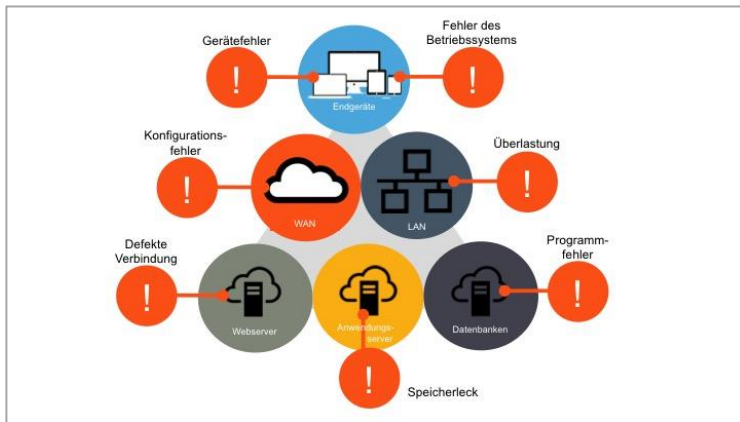 Gerätefehler
Fehler des
Betriebssystems
!
!
Endgeräte
Konfigurations-
fehler
Überlastung
!
!
WAN
LAN
Defekte
Verbindung
Programm-
fehler
!
!
Webserver
Anwendungs-
server
Datenbanken
!
Speicherleck